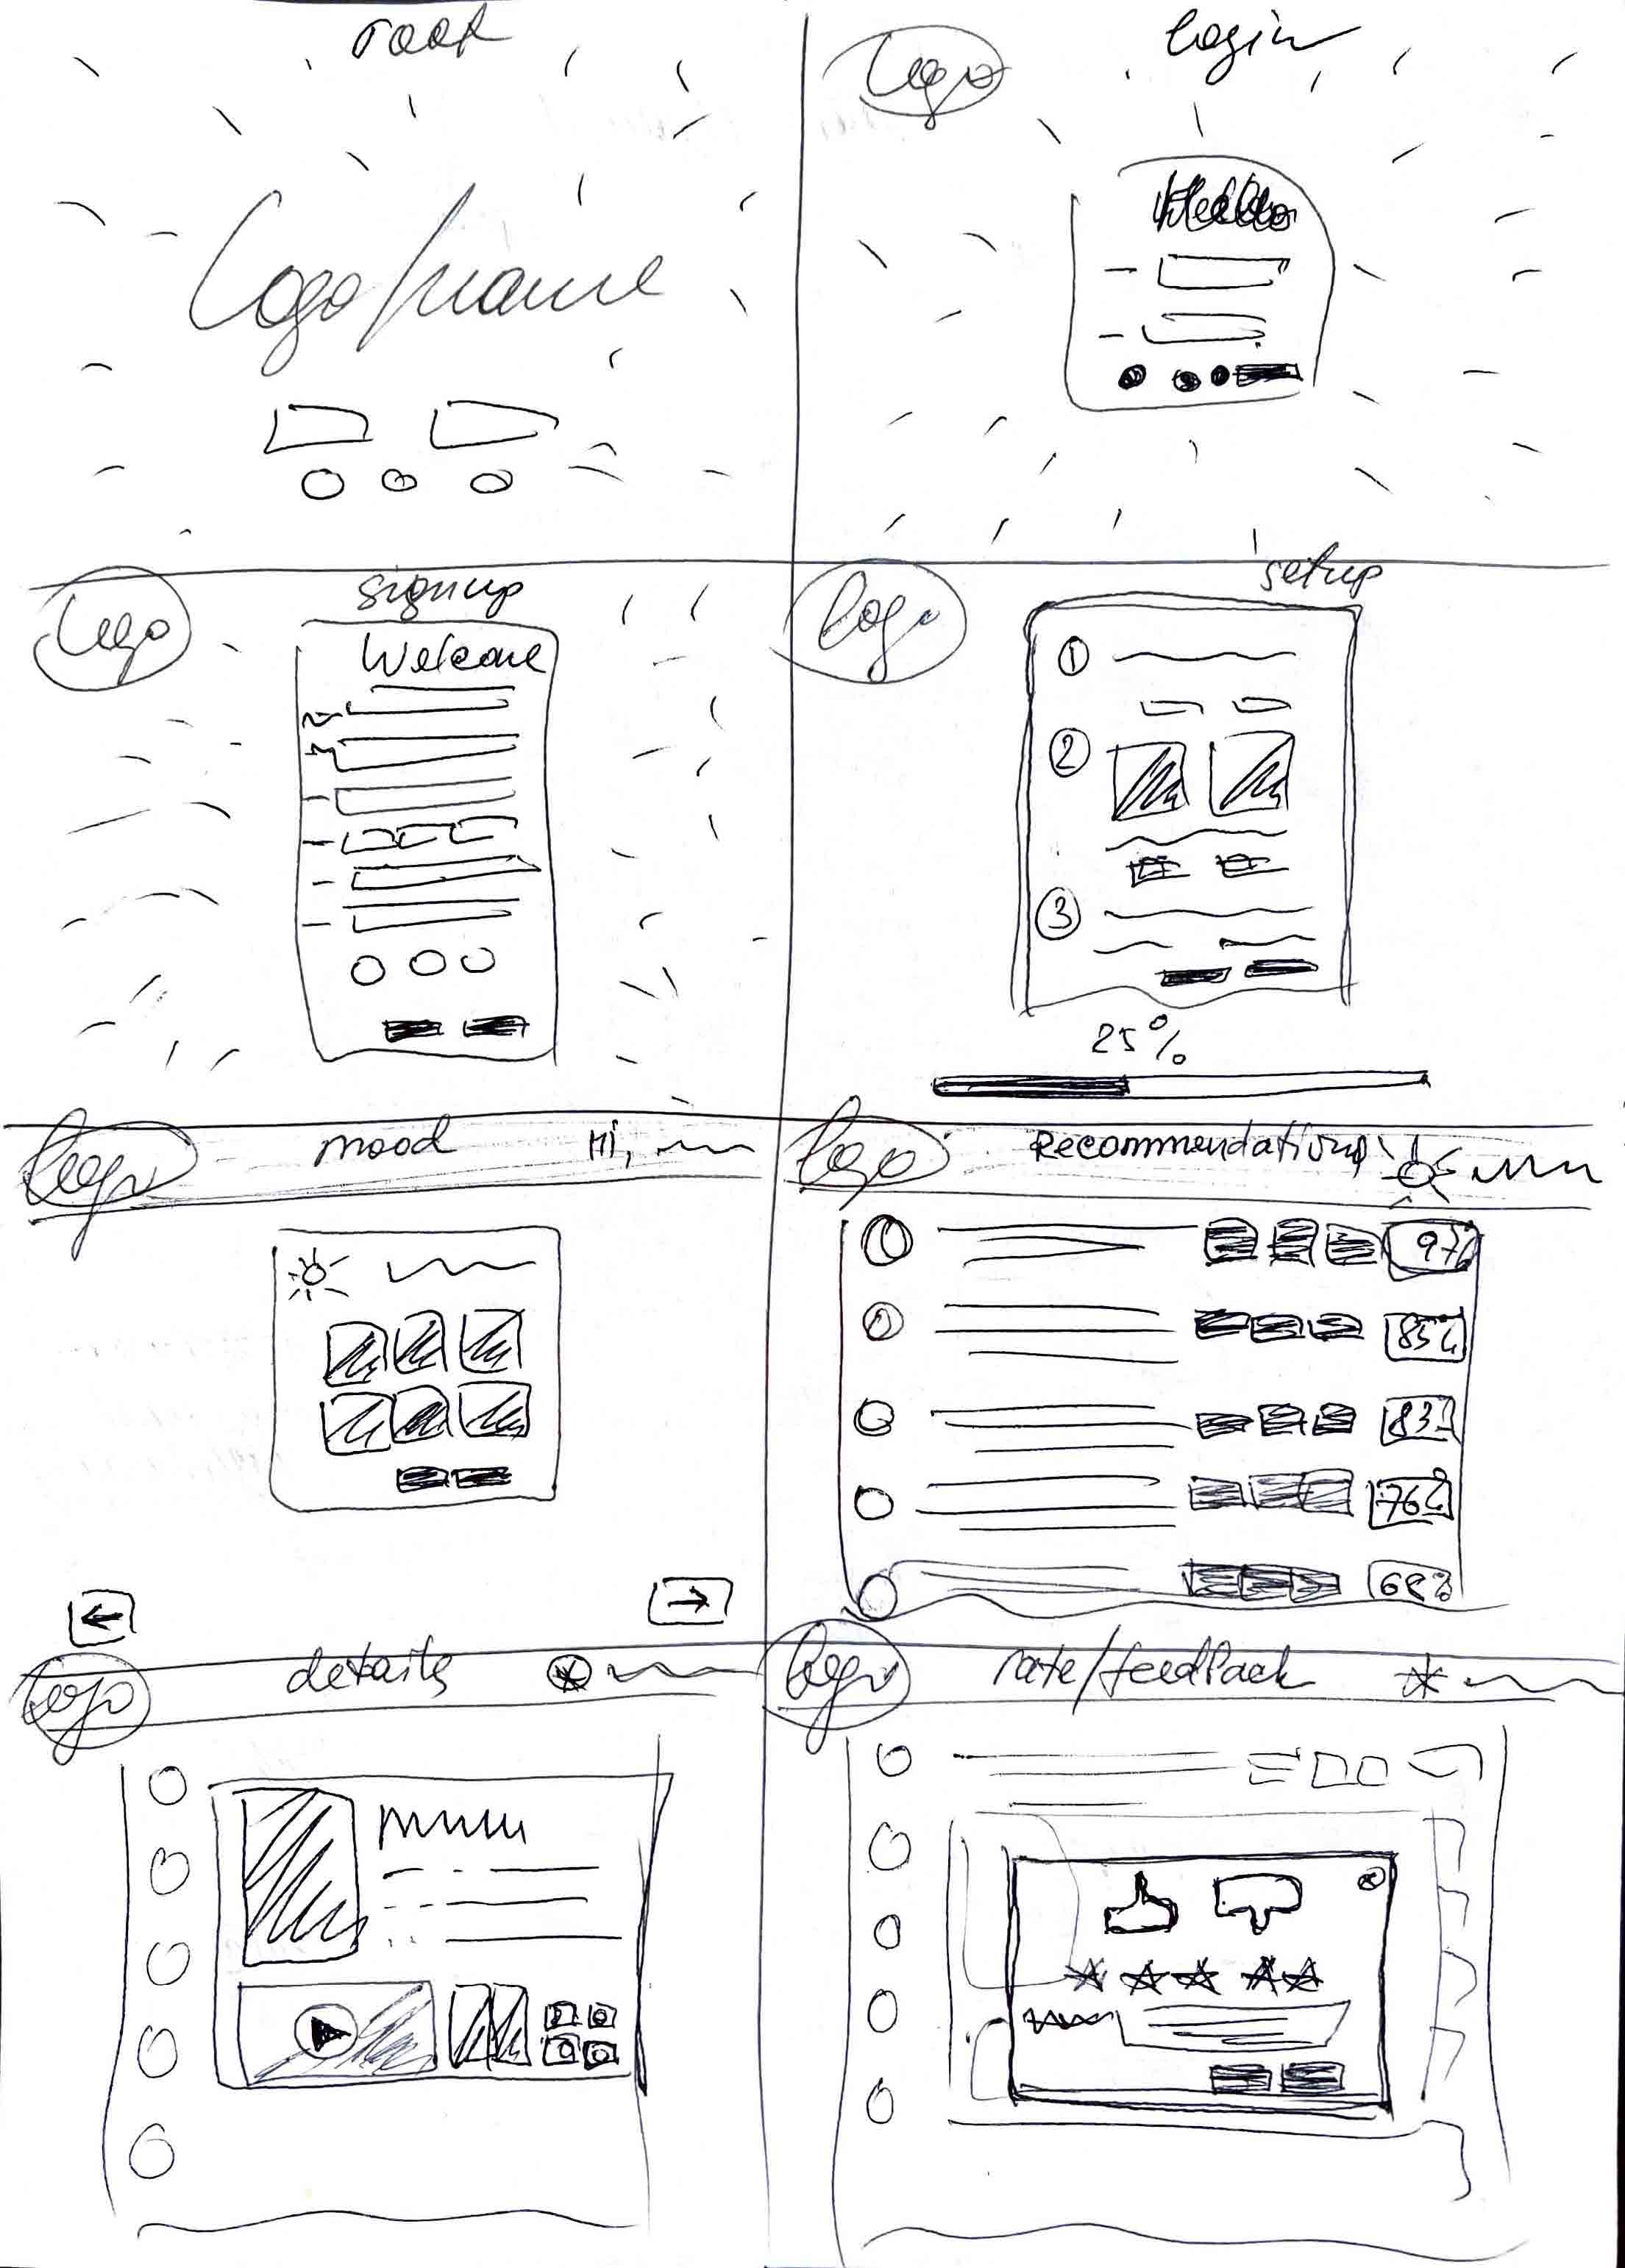 root
Logo/name
login
Logo
Hello
Logo
signup
Welcome
Logo
setup
1
2
3
25%
Logo
mood
Hi,
Logo
Recommendations
97%
85%
83%
76%
68%
Logo
details
Logo
rate/feedback